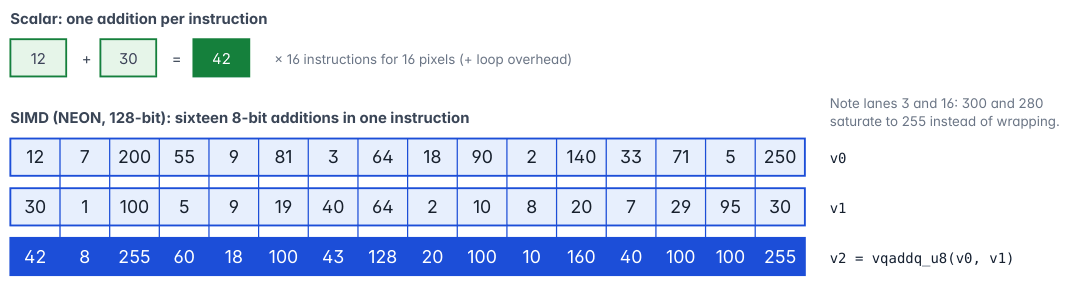 Scalar: one addition per instruction
12 + 30 = 42 × 16 instructions for 16 pixels (+ loop overhead)
Note lanes 3 and 16: 300 and 280
saturate to 255 instead of wrapping.
SIMD (NEON, 128-bit): sixteen 8-bit additions in one instruction
12 7 200 55 9 81 3 64 18 90 2 140 33 71 5 250 v0
30 1 100 5 9 19 40 64 2 10 8 20 7 29 95 30 v1
42 8 255 60 18 100 43 128 20 100 10 160 40 100 100 255 v2 = vqaddq_u8(v0, v1)